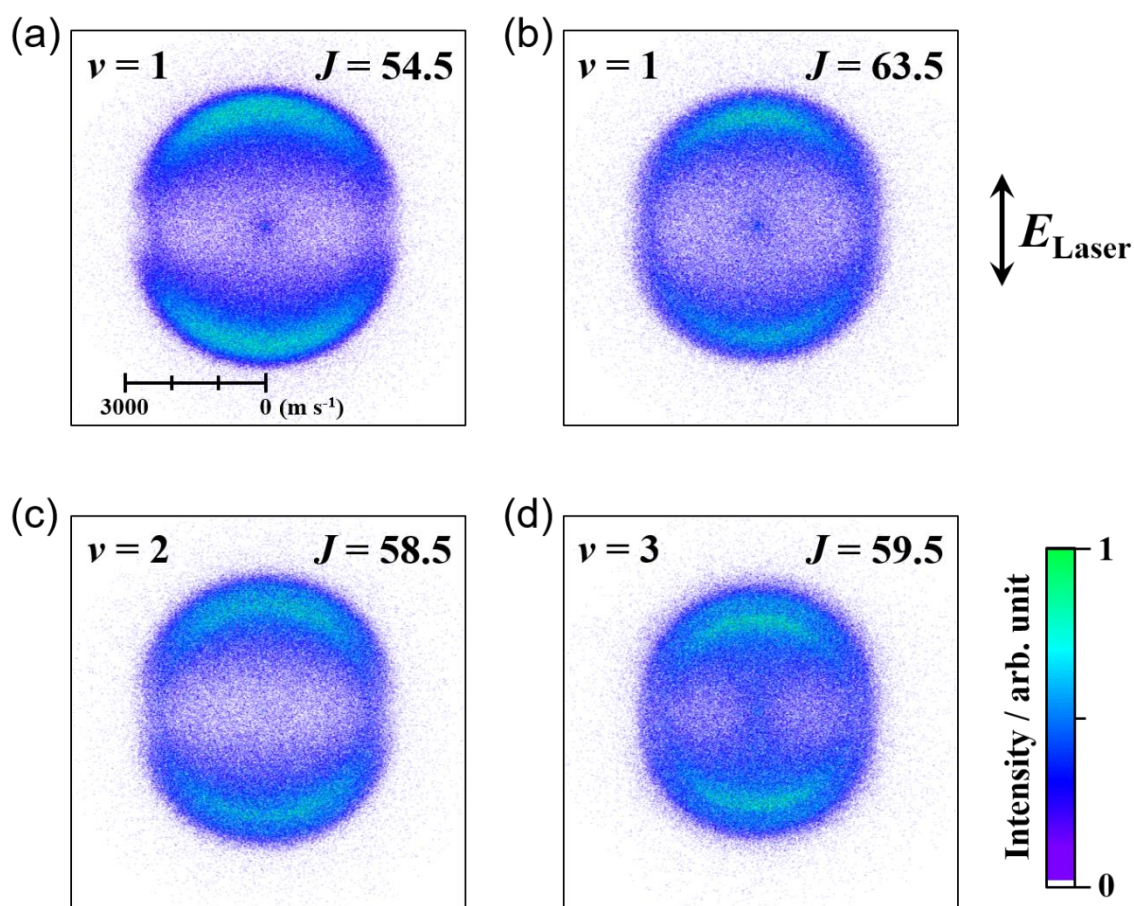 (a)
v = 1 J = 54.5
3000 0 (m s⁻¹)
(b)
v = 1 J = 63.5
E Laser
(c)
v = 2 J = 58.5
(d)
v = 3 J = 59.5
1
Intensity / arb. unit
0